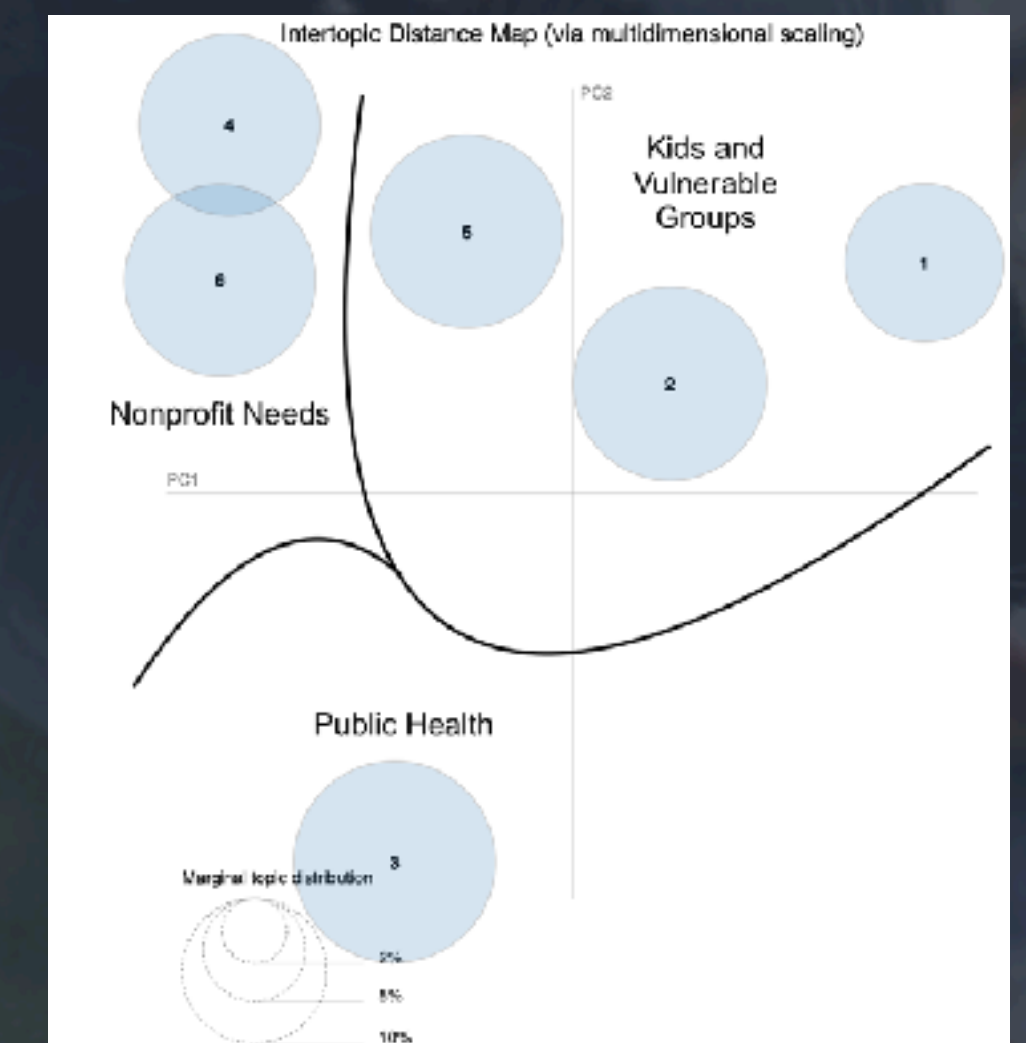 Intertopic Distance Map (via multidimensional scaling)
PC2
4
Kids and
Vulnerable
Groups
5
1
6
2
Nonprofit Needs
PC1
Public Health
3
Marginal topic distribution
2%
5%
10%